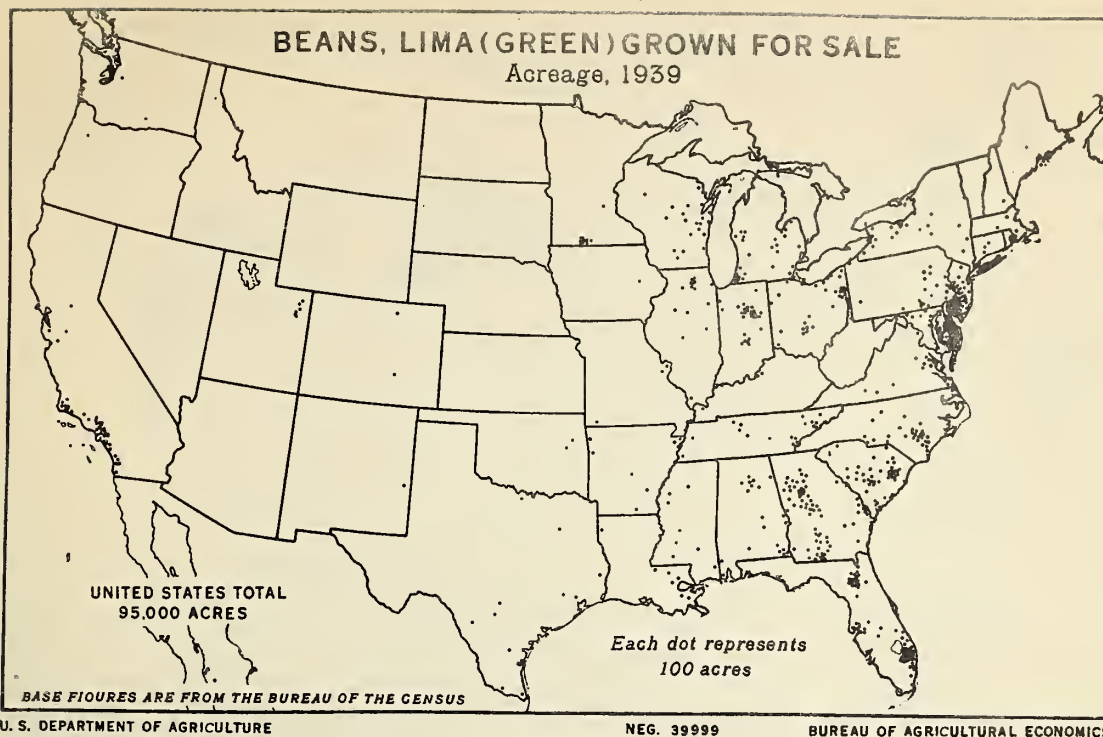 BEANS, LIMA (GREEN) GROWN FOR SALE
Acreage, 1939
UNITED STATES TOTAL
95,000 ACRES
Each dot represents
100 acres
BASE FIGURES ARE FROM THE BUREAU OF THE CENSUS
U. S. DEPARTMENT OF AGRICULTURE
NEG. 39999
BUREAU OF AGRICULTURAL ECONOMICS